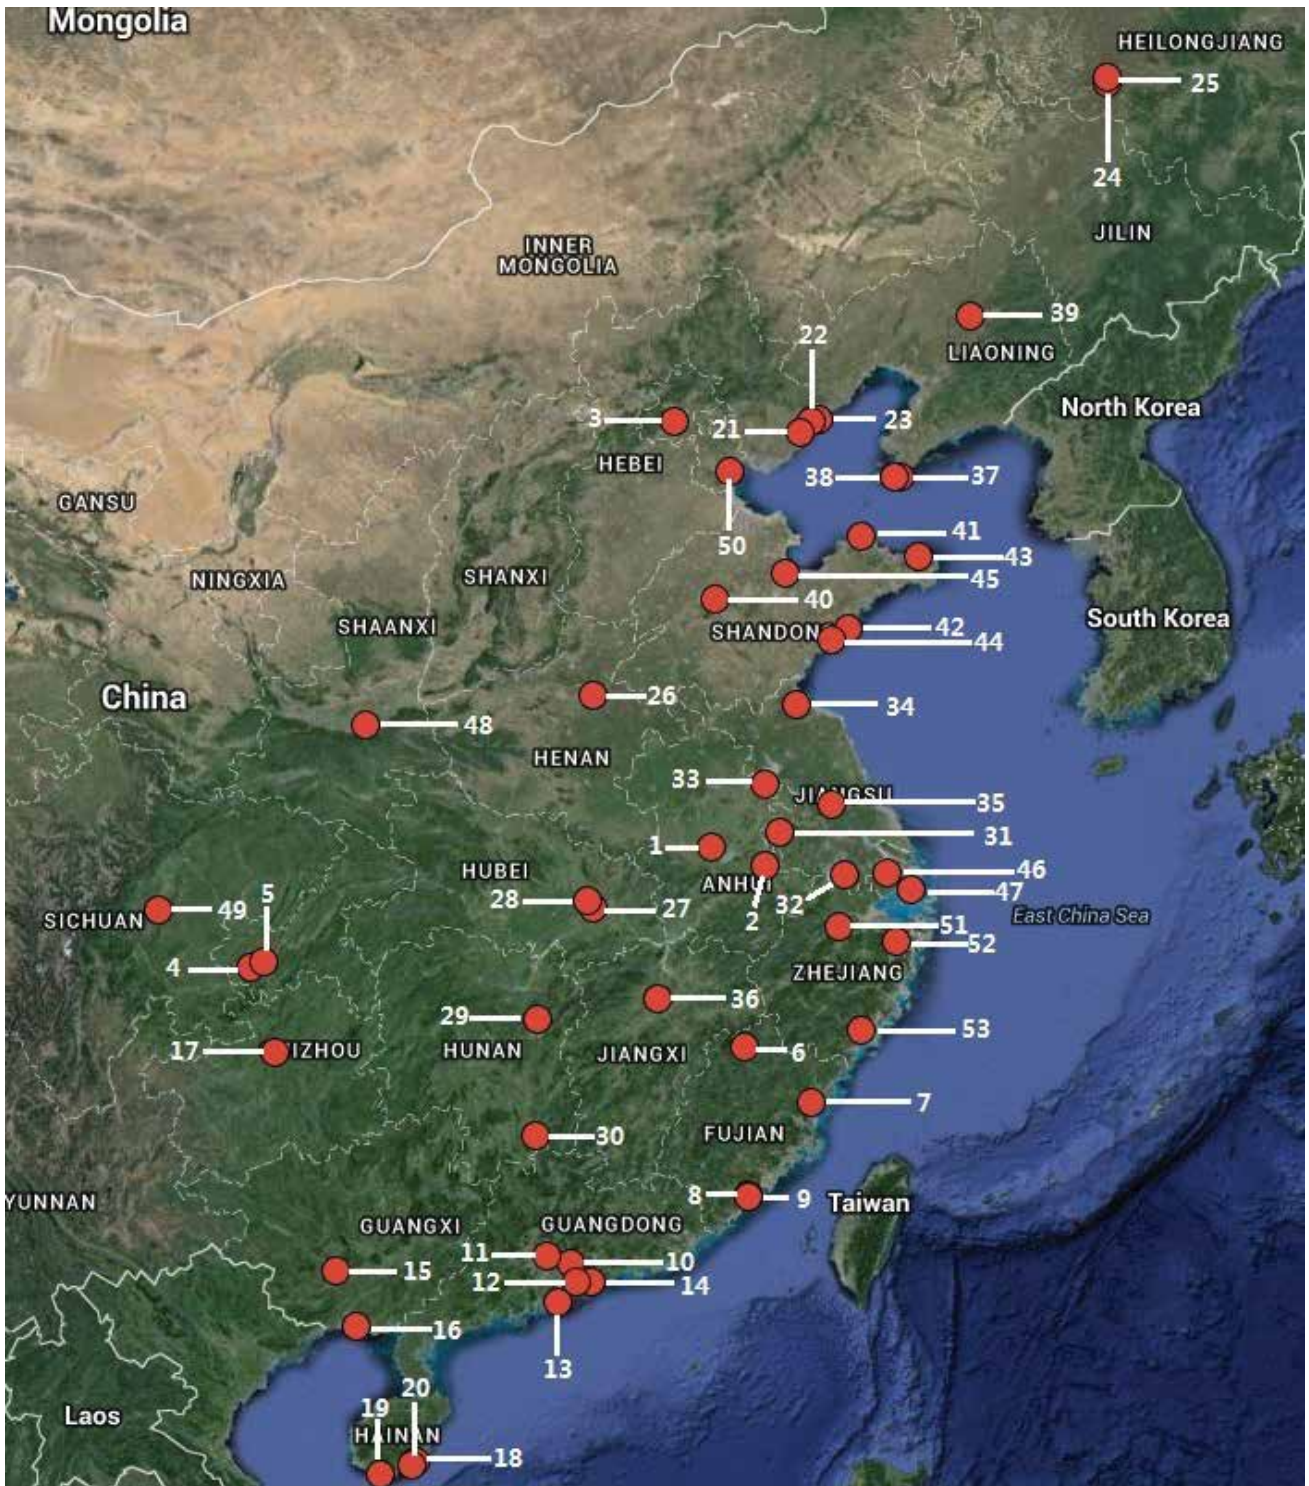 Mongolia
HEILONGJIANG
25
24
JILIN
INNER
MONGOLIA
39
22
LIAONING
North Korea
3
21
23
HEBEI
38
37
GANSU
50
41
43
NINGXIA
SHANXI
45
40
South Korea
SHAANXI
SHANDON
42
44
China
26
34
48
HENAN
33
JIANGSU
35
31
1
HUBEI
5
ANHUI
46
28
47
SICHUAN
49
27
2
32
East China Sea
51
52
4
ZHEJIANG
36
29
53
17
IZHOU
HUNAN
JIANGXI
6
7
30
FUJIAN
8
9
YUNNAN
Taiwan
GUANGXI
GUANGDONG
11
10
15
12
14
16
13
20
19
Laos
HAINAN
18